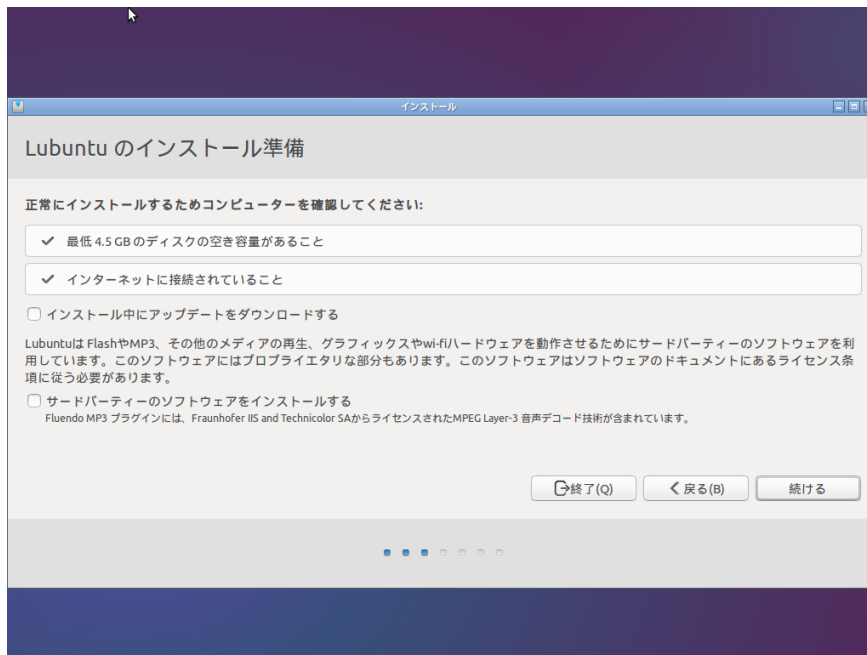 インストール
Lubuntu のインストール準備
正常にインストールするためコンピューターを確認してください:
最低 4.5 GB のディスクの空き容量があること
インターネットに接続されていること
インストール中にアップデートをダウンロードする
LubuntuはFlashやMP3、その他のメディアの再生、グラフィックスやwi-fiハードウェアを動作させるためにサードパーティーのソフトウェアを利
用しています。このソフトウェアにはプロプライエタリな部分もあります。このソフトウェアはソフトウェアのドキュメントにあるライセンス条
項に従う必要があります。
サードパーティーのソフトウェアをインストールする
Fluendo MP3 プラグインには、Fraunhofer IIS and Technicolor SAからライセンスされたMPEG Layer-3 音声デコード技術が含まれています。
終了(Q) 戻る(B) 続ける